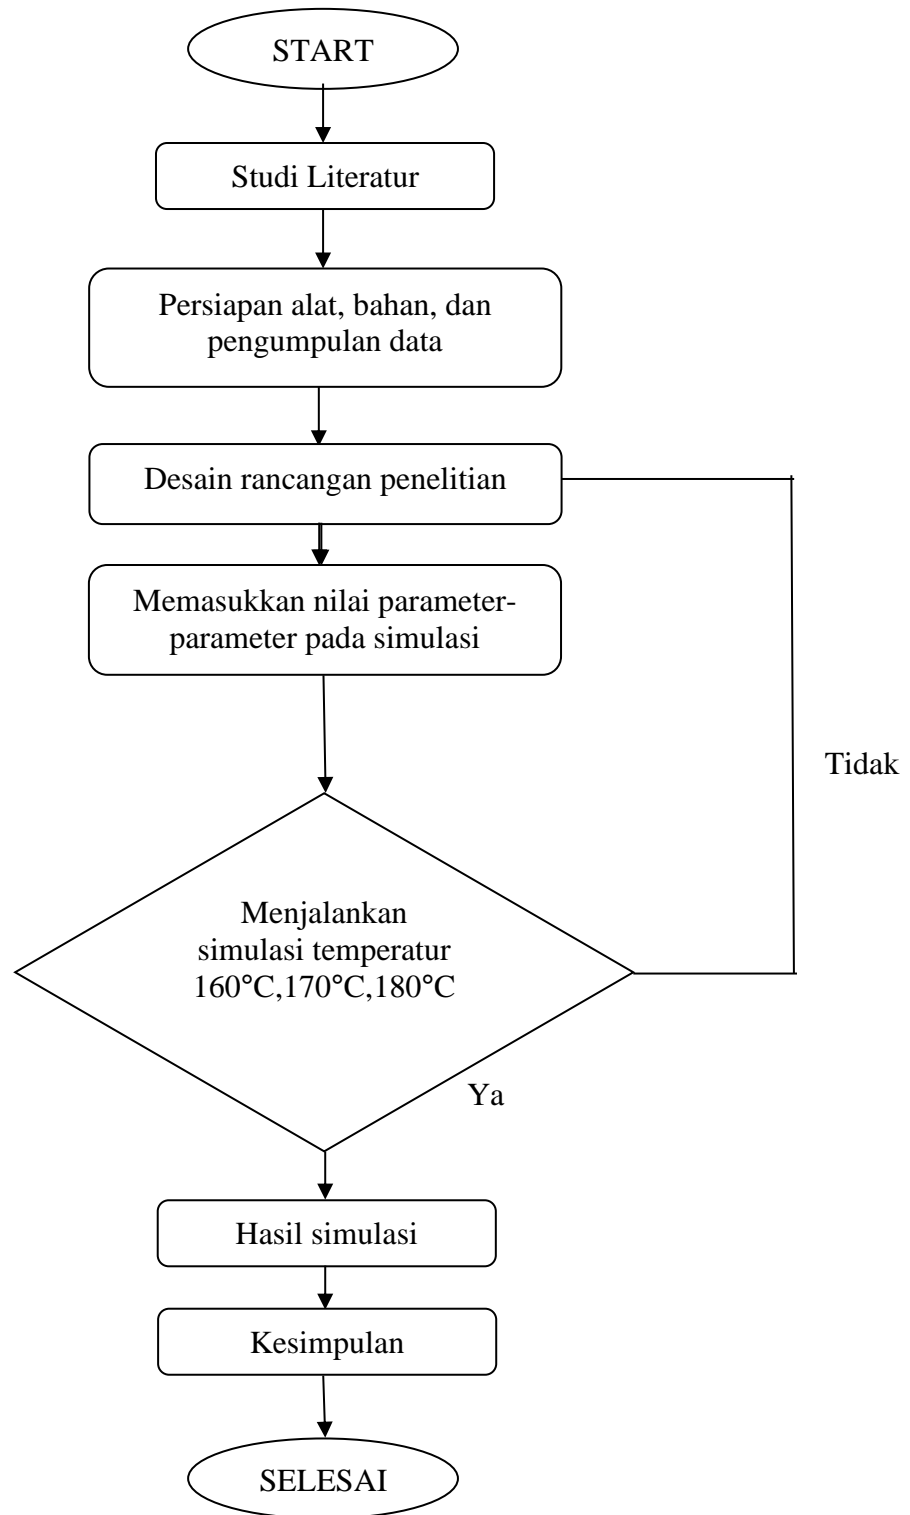 START
Studi Literatur
Persiapan alat, bahan, dan
pengumpulan data
Desain rancangan penelitian
Memasukkan nilai parameter-
parameter pada simulasi
Tidak
Menjalankan
simulasi temperatur
160°C,170°C,180°C
Ya
Hasil simulasi
Kesimpulan
SELESAI